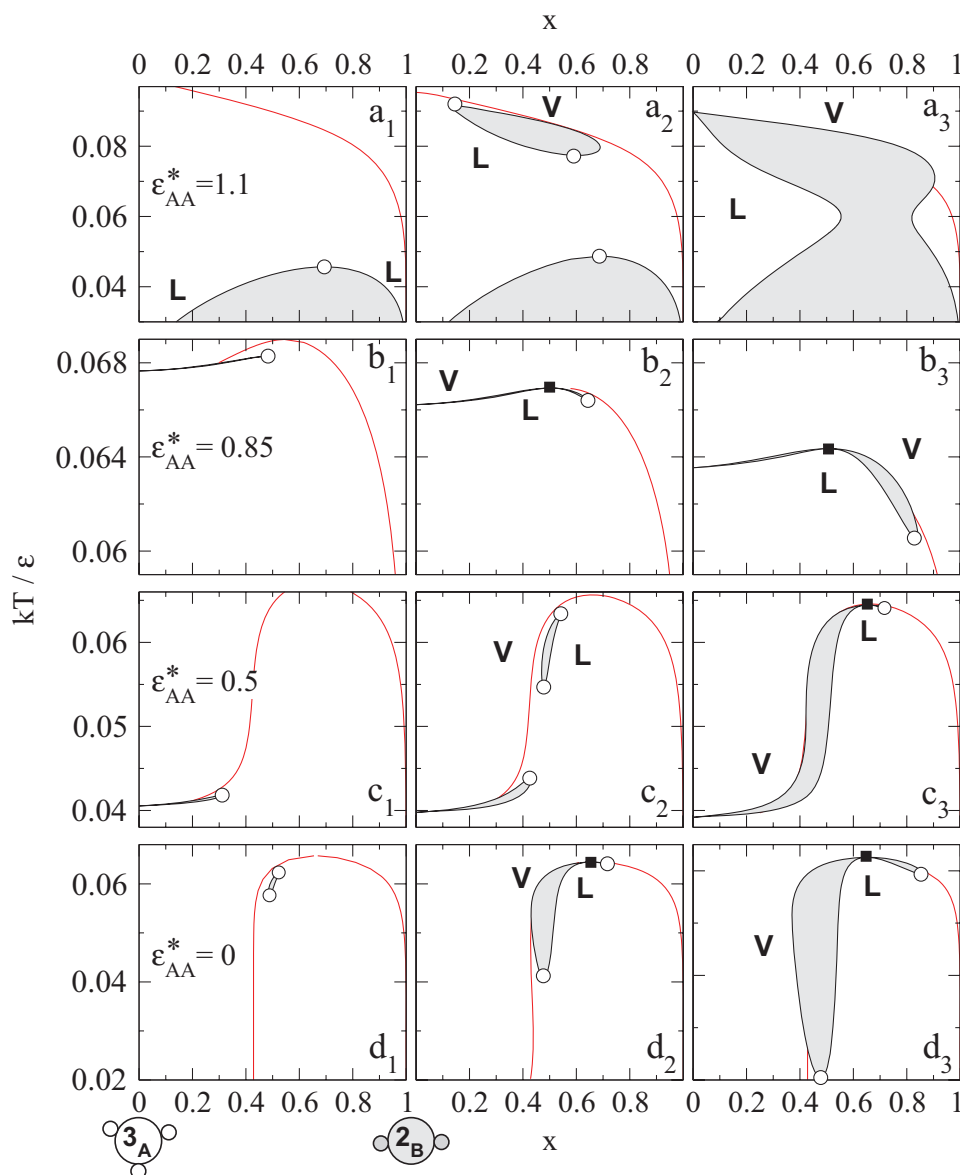 x
0 0.2 0.4 0.6 0.8 1 0 0.2 0.4 0.6 0.8 1 0 0.2 0.4 0.6 0.8 1
a₁ a₂ a₃
V V
0.08
L
ε*AA=1.1
0.06
L
L L
0.04
b₁ b₂ b₃
0.068
V
L
ε*AA= 0.85
V
0.064
L
0.06
kT / ε
c₁ c₂ c₃
0.06
V L L
ε*AA= 0.5
0.05
V
0.04
d₁ d₂ d₃
0.06
V L L
ε*AA= 0
V
0.04
0.02
0 0.2 0.4 0.6 0.8 1 0 0.2 0.4 0.6 0.8 1 0 0.2 0.4 0.6 0.8 1
x
3A 2B